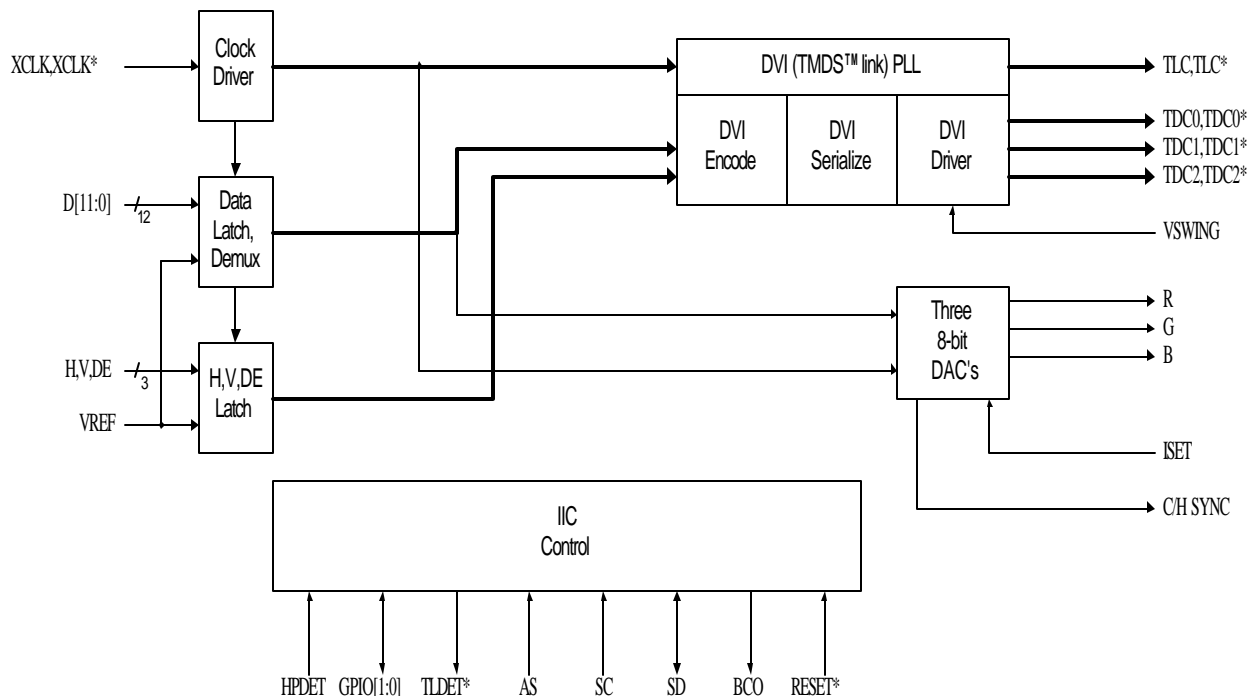 Clock
Driver
XCLK,XCLK*
DVI (TMDS™ link) PLL
TLC,TLC*
DVI
Encode
DVI
Serialize
DVI
Driver
TDC0,TDC0*
TDC1,TDC1*
TDC2,TDC2*
D[11:0]
12
Data
Latch,
Demux
VSWING
Three
8-bit
DAC's
R
G
B
H,V,DE
3
H,V,DE
Latch
VREF
ISET
C/H SYNC
IIC
Control
HPDET GPIO[1:0] TLDET* AS SC SD BCO RESET*